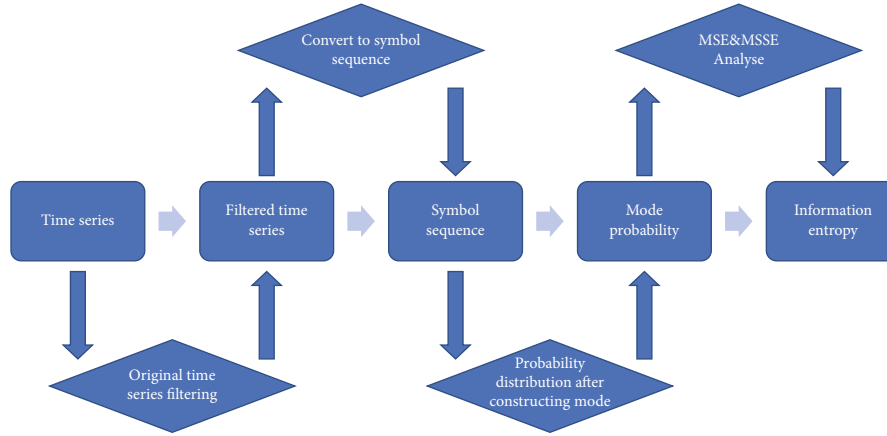 Convert to symbol
sequence
MSE&MSSE
Analyse
Time series
Filtered time
series
Symbol
sequence
Mode
probability
Information
entropy
Original time
series filtering
Probability
distribution after
constructing mode